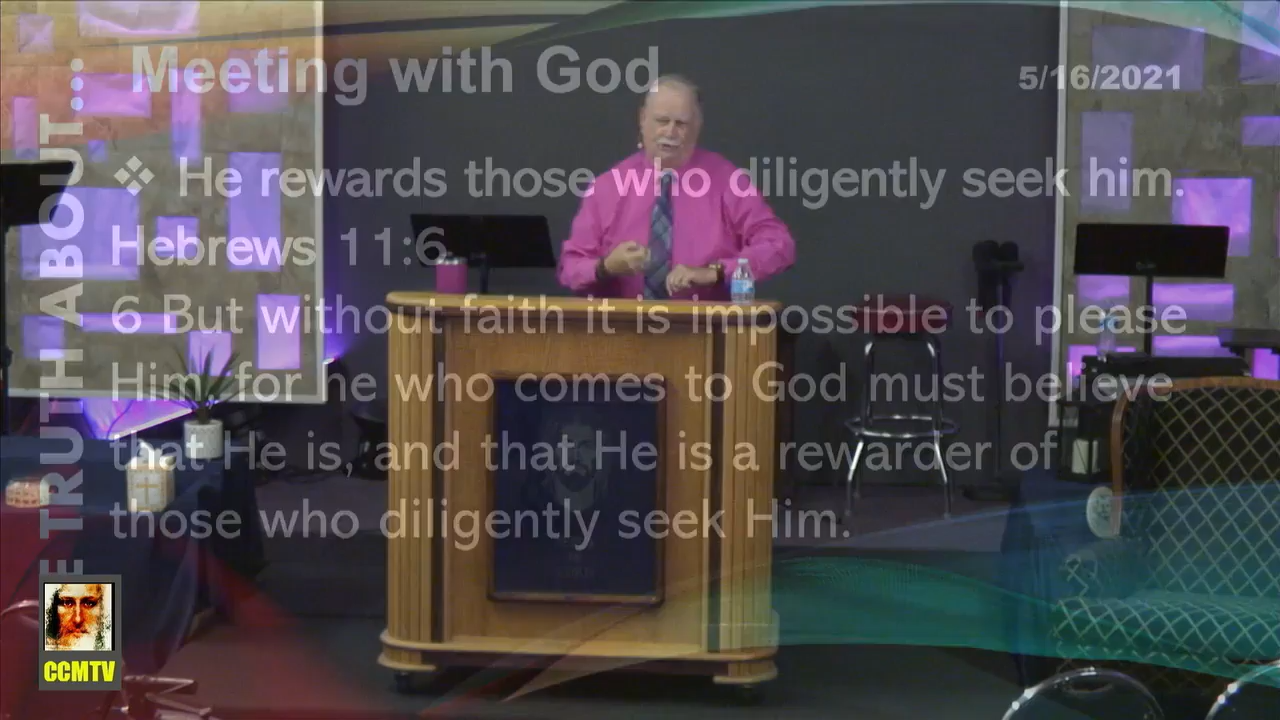 Meeting with God
5/16/2021
❖ He rewards those who diligently seek him.
Hebrews 11:6
6 But without faith it is impossible to please
Him, for he who comes to God must believe
that He is, and that He is a rewarder of
those who diligently seek Him.
TRUTH ABOUT...
CCMTV